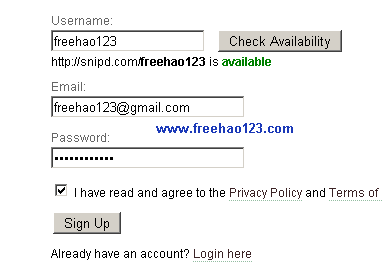 Username:
freehao123 Check Availability
http://snipd.com/freehao123 is available
Email:
freehao123@gmail.com
www.freehao123.com
Password:
••••••••••••
I have read and agree to the Privacy Policy and Terms of
Sign Up
Already have an account? Login here